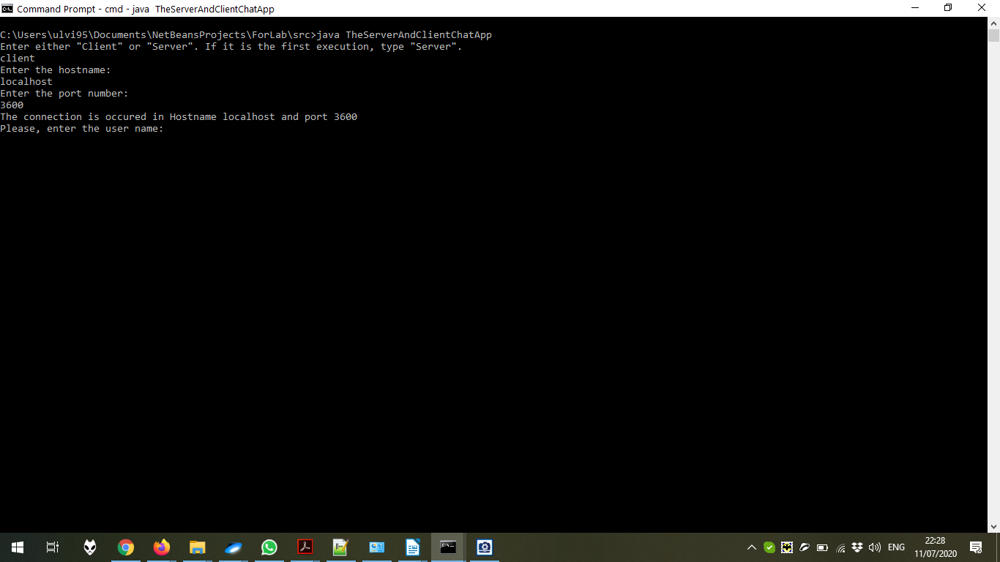 Command Prompt - cmd - java  TheServerAndClientChatApp
C:\Users\ulvi95\Documents\NetBeansProjects\ForLab\src>java TheServerAndClientChatApp
Enter either "Client" or "Server". If it is the first execution, type "Server".
client
Enter the hostname:
localhost
Enter the port number:
3600
The connection is occured in Hostname localhost and port 3600
Please, enter the user name:
ENG
22:28
11/07/2020